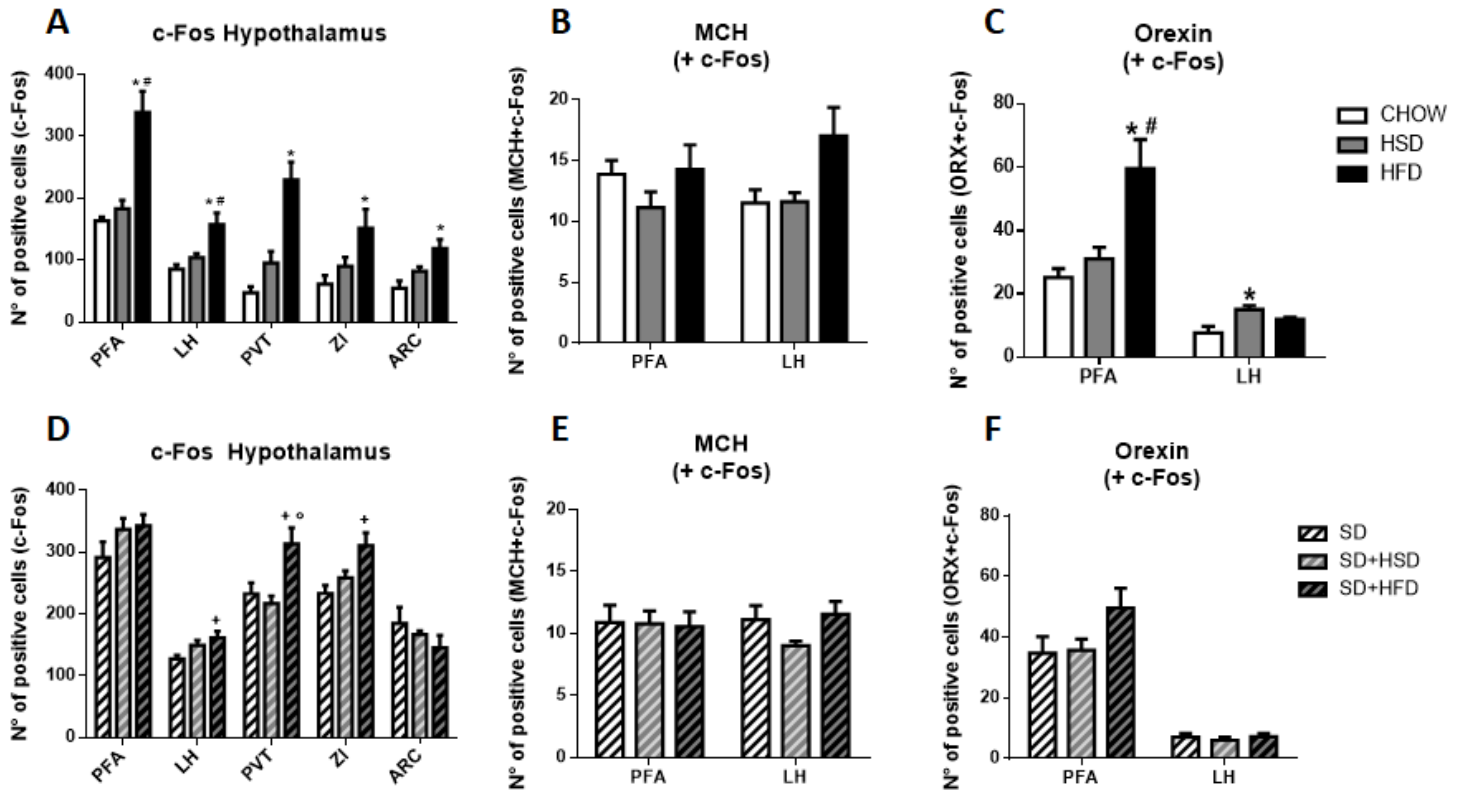 A
c-Fos Hypothalamus
N° of positive cells (c-Fos)
400
300
200
100
0
* #
* #
*
*
*
PFA
LH
PVT
ZI
ARC
B
MCH
(+ c-Fos)
N° of positive cells (MCH+c-Fos)
20
15
10
5
0
PFA
LH
C
Orexin
(+ c-Fos)
N° of positive cells (ORX+c-Fos)
80
60
40
20
0
* #
*
PFA
LH
CHOW
HSD
HFD
D
c-Fos Hypothalamus
N° of positive cells (c-Fos)
400
300
200
100
0
+
+ °
+
PFA
LH
PVT
ZI
ARC
E
MCH
(+ c-Fos)
N° of positive cells (MCH+c-Fos)
20
15
10
5
0
PFA
LH
F
Orexin
(+ c-Fos)
N° of positive cells (ORX+c-Fos)
80
60
40
20
0
PFA
LH
SD
SD+HSD
SD+HFD